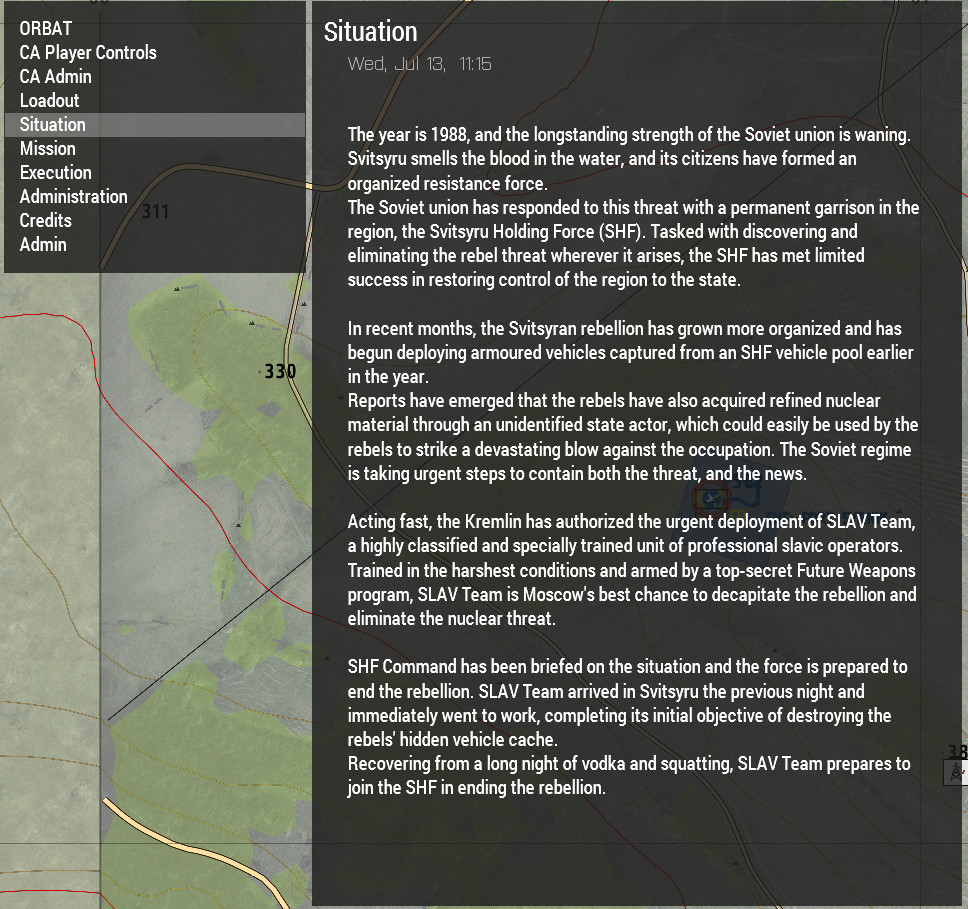 ORBAT
CA Player Controls
CA Admin
Loadout
Situation
Mission
Execution
Administration
Credits
Admin
311
330
Situation
Wed, Jul 13, 11:15
The year is 1988, and the longstanding strength of the Soviet union is waning.
Svitsyru smells the blood in the water, and its citizens have formed an
organized resistance force.
The Soviet union has responded to this threat with a permanent garrison in the
region, the Svitsyru Holding Force (SHF). Tasked with discovering and
eliminating the rebel threat wherever it arises, the SHF has met limited
success in restoring control of the region to the state.
In recent months, the Svitsyran rebellion has grown more organized and has
begun deploying armoured vehicles captured from an SHF vehicle pool earlier
in the year.
Reports have emerged that the rebels have also acquired refined nuclear
material through an unidentified state actor, which could easily be used by the
rebels to strike a devastating blow against the occupation. The Soviet regime
is taking urgent steps to contain both the threat, and the news.
Acting fast, the Kremlin has authorized the urgent deployment of SLAV Team,
a highly classified and specially trained unit of professional slavic operators.
Trained in the harshest conditions and armed by a top-secret Future Weapons
program, SLAV Team is Moscow's best chance to decapitate the rebellion and
eliminate the nuclear threat.
SHF Command has been briefed on the situation and the force is prepared to
end the rebellion. SLAV Team arrived in Svitsyru the previous night and
immediately went to work, completing its initial objective of destroying the
rebels' hidden vehicle cache.
Recovering from a long night of vodka and squatting, SLAV Team prepares to
join the SHF in ending the rebellion.